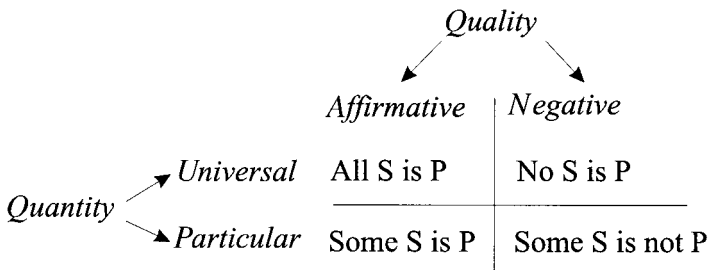 Quality
Affirmative Negative
Universal All S is P No S is P
Quantity
Particular Some S is P Some S is not P